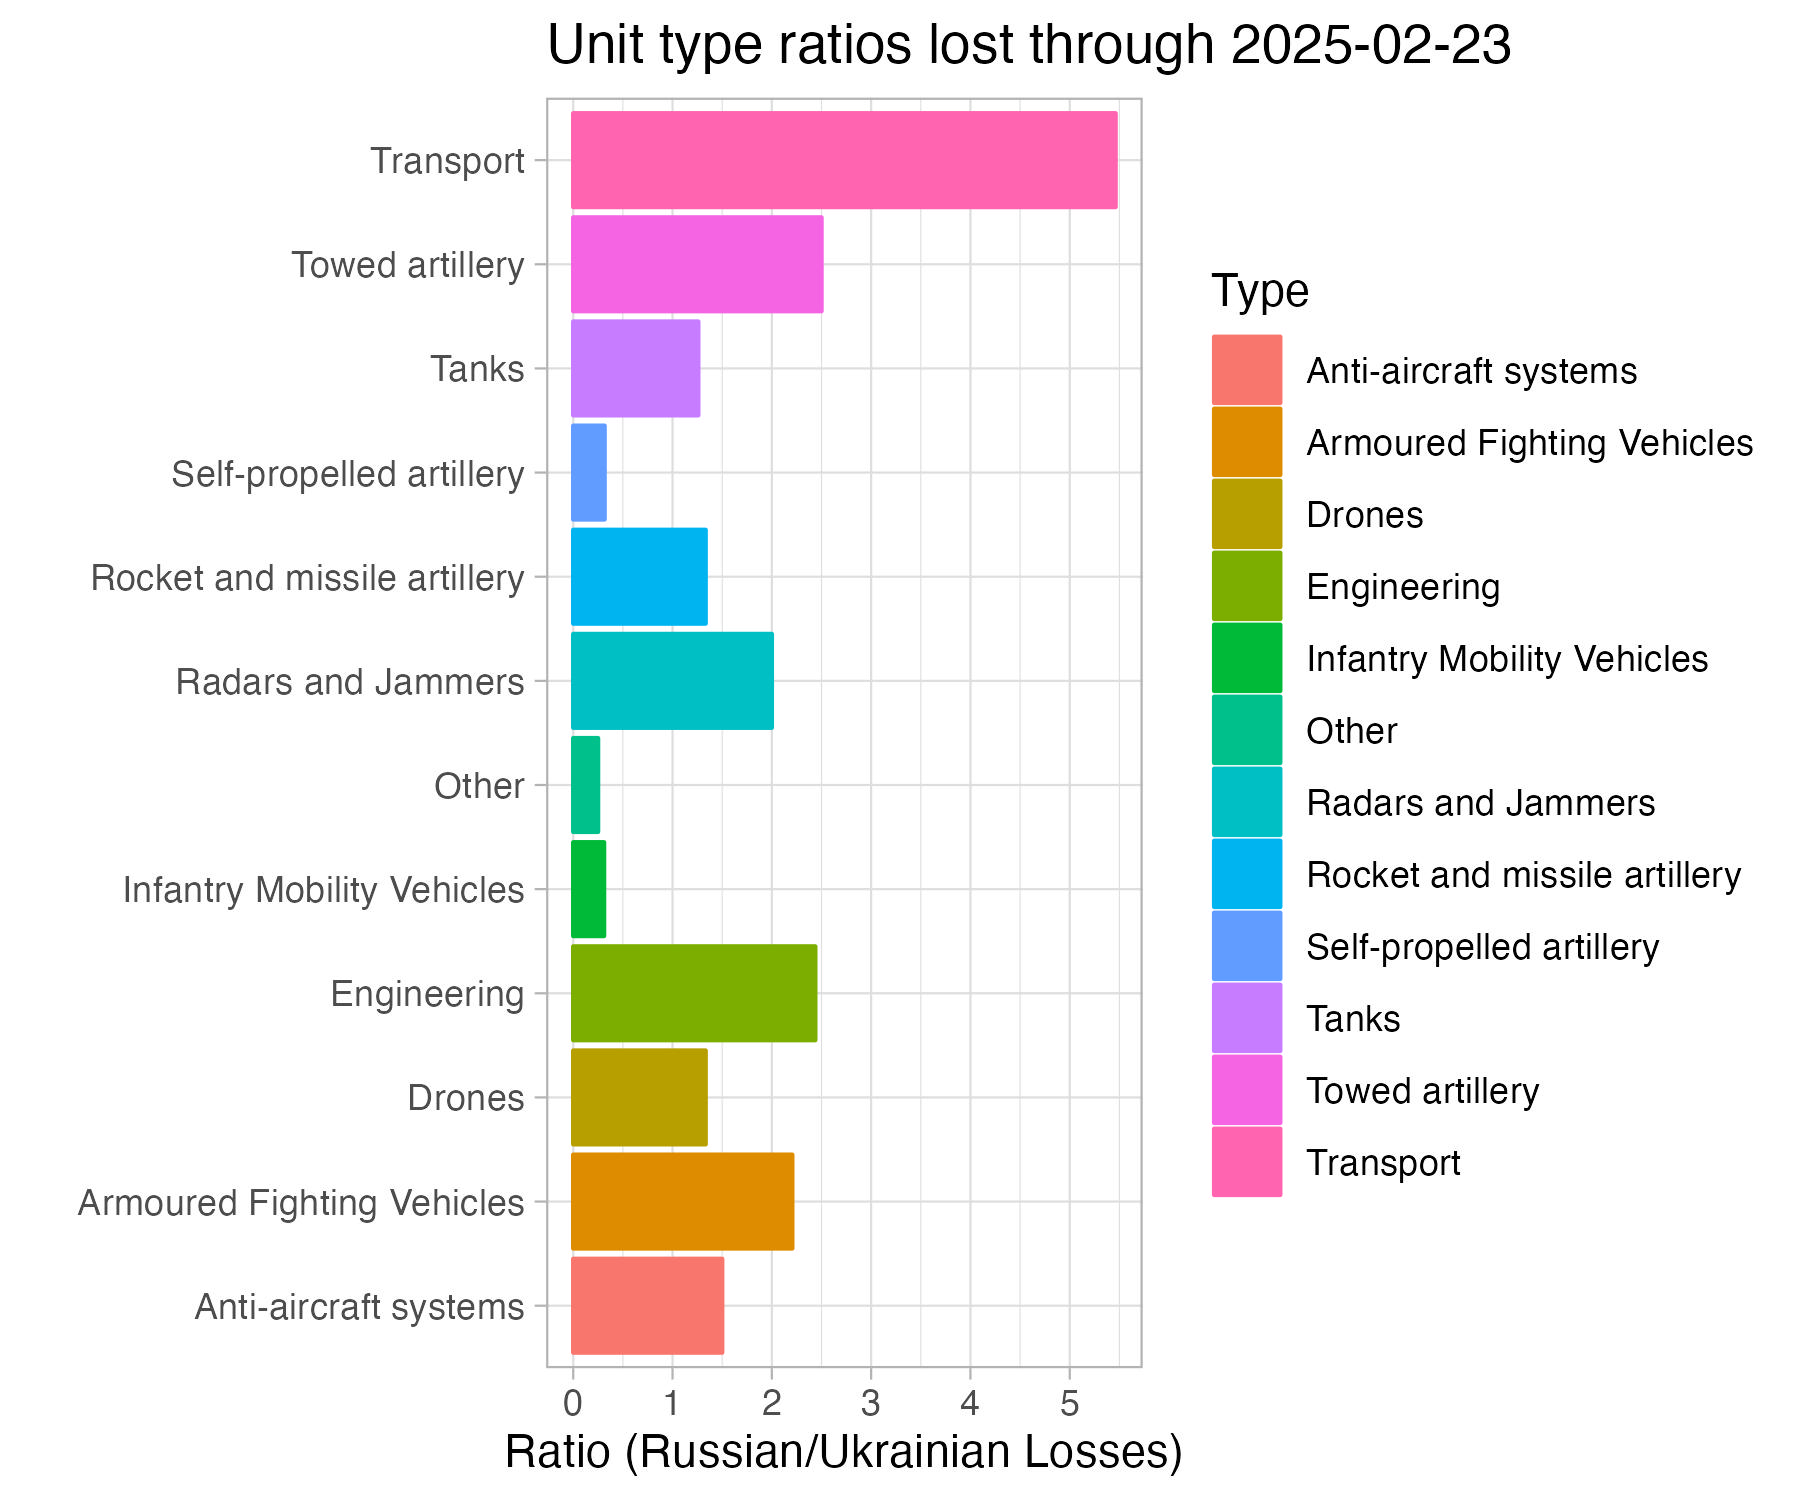 Unit type ratios lost through 2025-02-23
Transport
Towed artillery
Tanks
Self-propelled artillery
Rocket and missile artillery
Radars and Jammers
Other
Infantry Mobility Vehicles
Engineering
Drones
Armoured Fighting Vehicles
Anti-aircraft systems
0 1 2 3 4 5
Ratio (Russian/Ukrainian Losses)
Type
Anti-aircraft systems
Armoured Fighting Vehicles
Drones
Engineering
Infantry Mobility Vehicles
Other
Radars and Jammers
Rocket and missile artillery
Self-propelled artillery
Tanks
Towed artillery
Transport